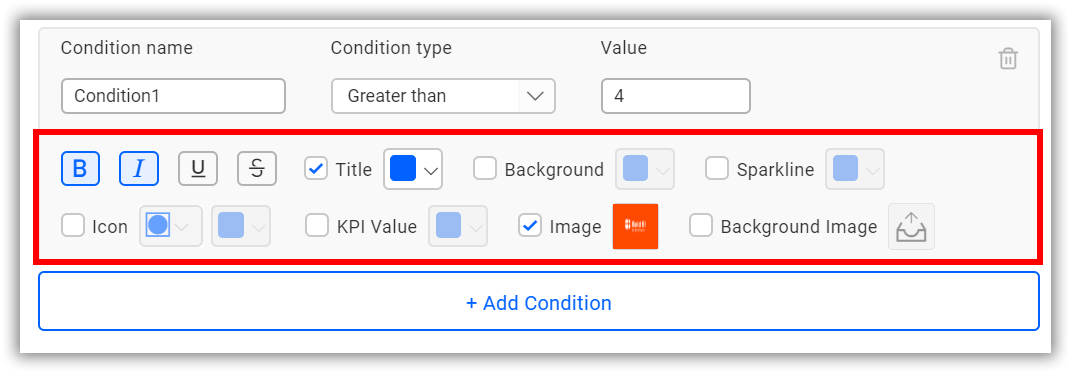 Condition name Condition type Value
Condition1 Greater than 4
B I U S Title Background Sparkline
Icon KPI Value Image Background Image
+ Add Condition